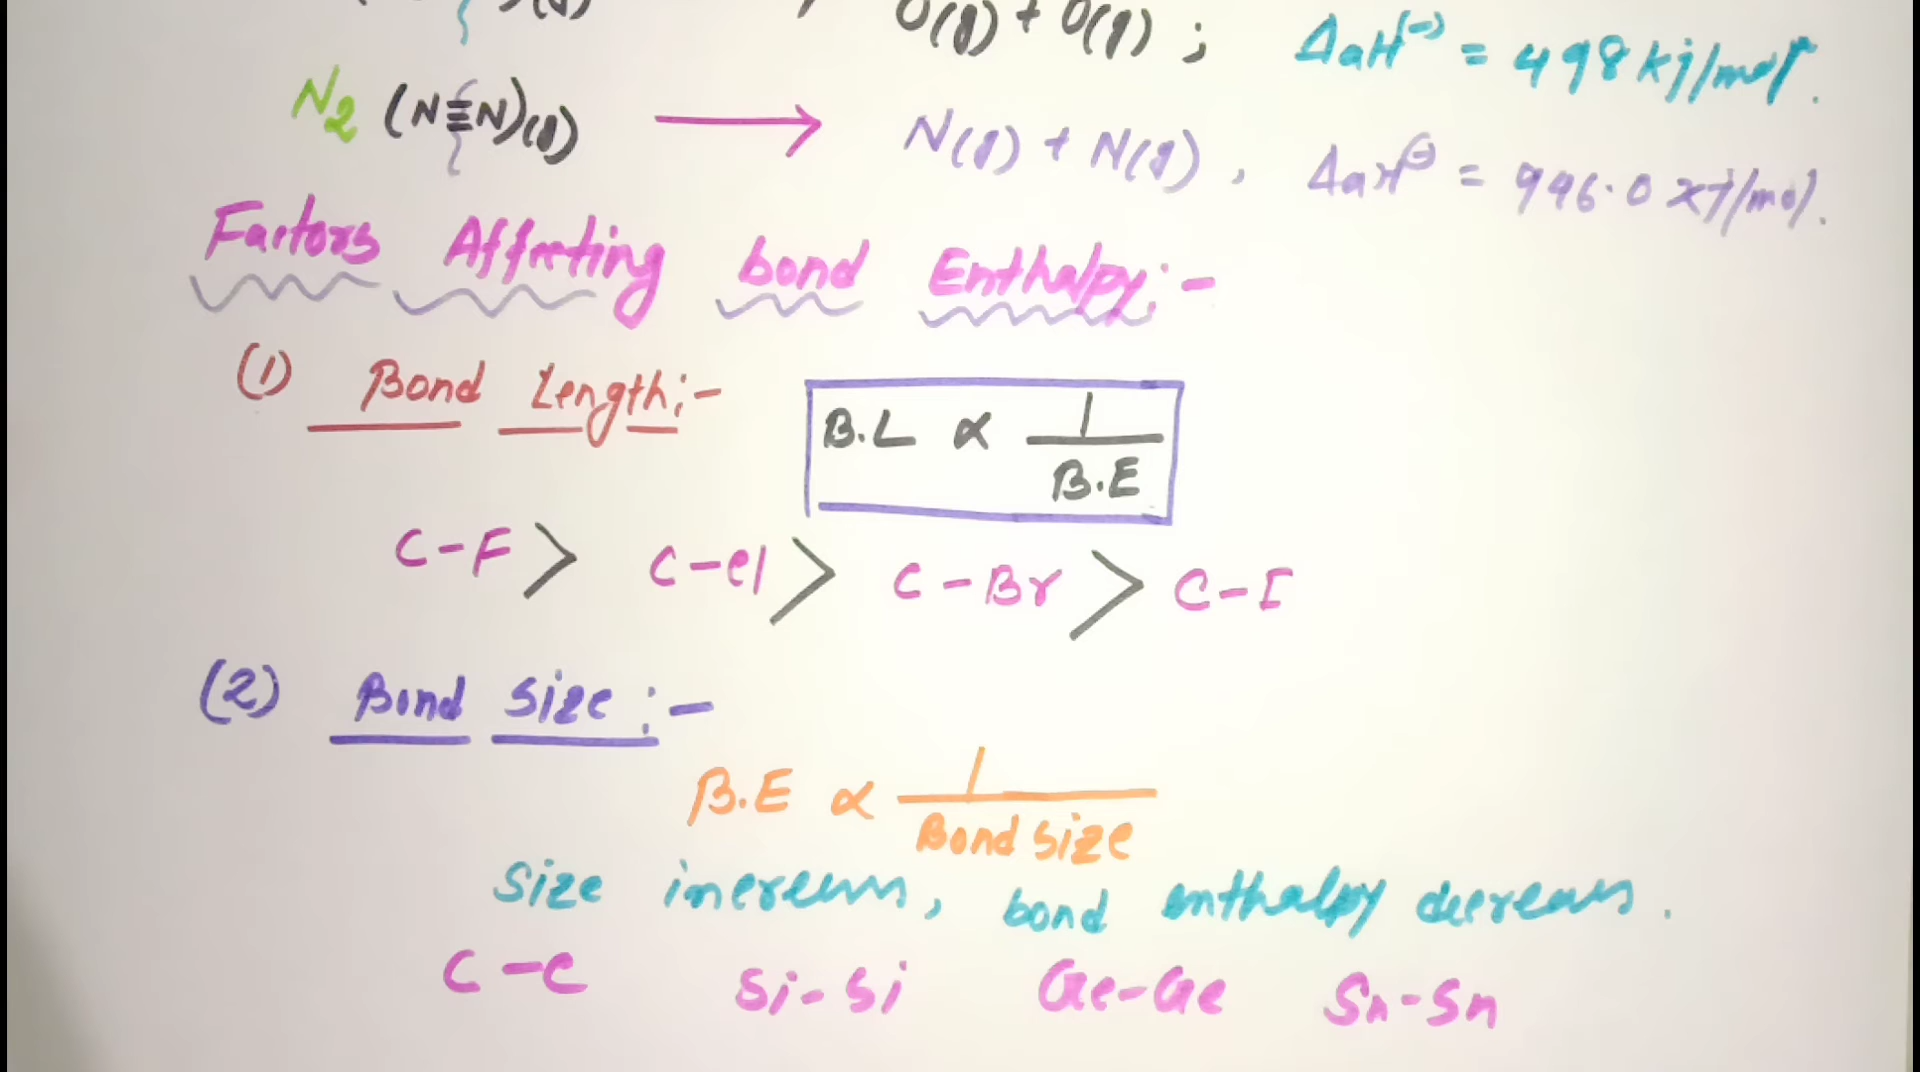 O(g) + O(g) ; ΔaH⁽⁻⁾ = 498 kj/mol.
N2 (N≡N)(g) → N(g) + N(g), ΔaH⊖ = 946.0 KJ/mol.
Factors Affecting bond Enthalpy:-
(1) Bond Length:- B.L ∝ 1/B.E
C-F > C-Cl > C-Br > C-I
(2) Bond Size:-
B.E ∝ 1/Bond size
Size increases, bond enthalpy decreases.
C-C Si-Si Ge-Ge Sn-Sn